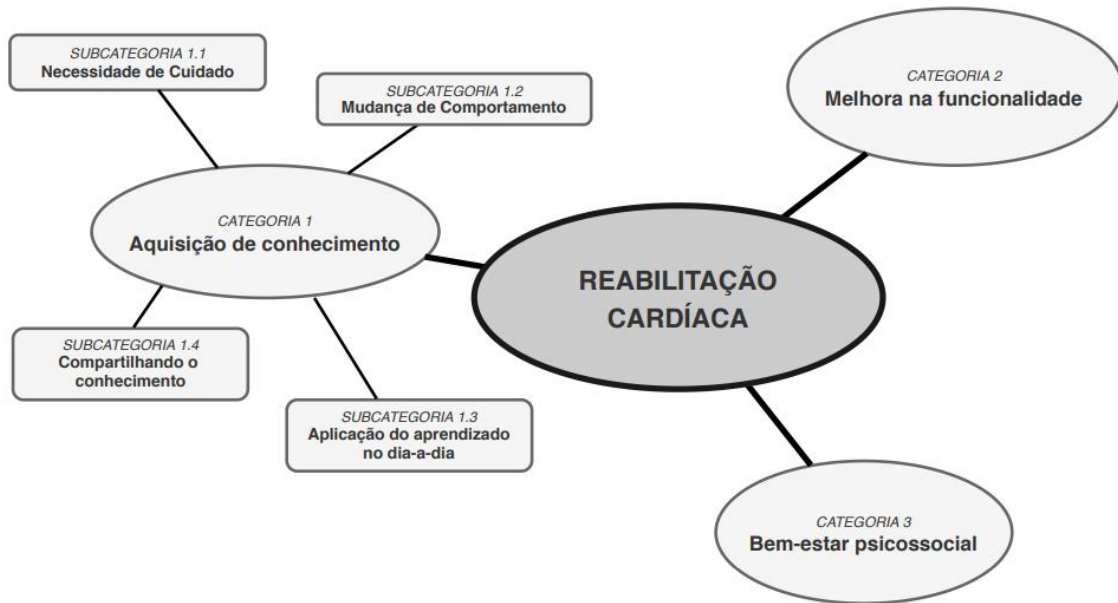 SUBCATEGORIA 1.1
Necessidade de Cuidado
SUBCATEGORIA 1.2
Mudança de Comportamento
CATEGORIA 2
Melhora na funcionalidade
CATEGORIA 1
Aquisição de conhecimento
REABILITAÇÃO
CARDÍACA
SUBCATEGORIA 1.4
Compartilhando o
conhecimento
SUBCATEGORIA 1.3
Aplicação do aprendizado
no dia-a-dia
CATEGORIA 3
Bem-estar psicossocial